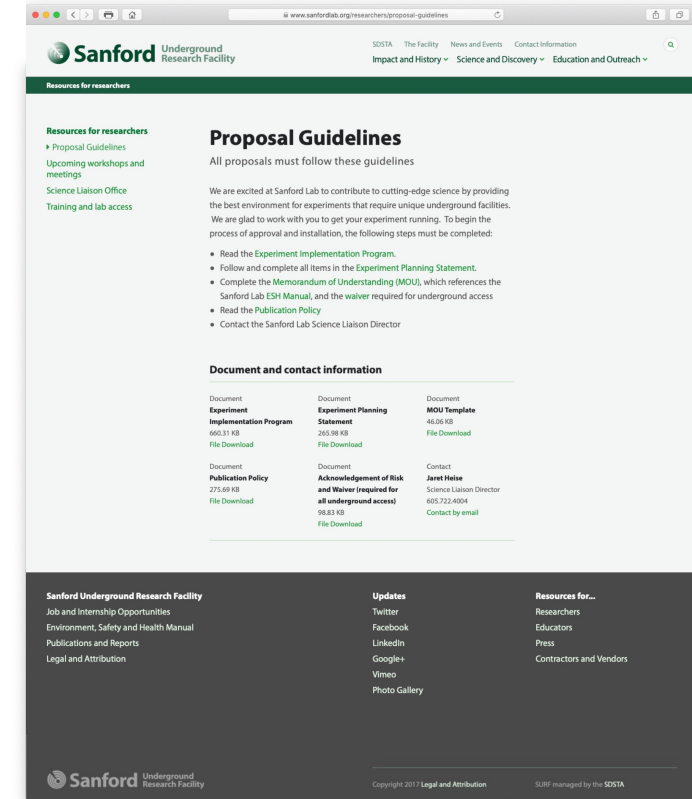 www.sanfordlab.org/researchers/proposal-guidelines
Sanford Underground
Research Facility
SDSTA The Facility News and Events Contact Information
Impact and History Science and Discovery Education and Outreach
Resources for researchers
Resources for researchers
Proposal Guidelines
Upcoming workshops and
meetings
Science Liaison Office
Training and lab access
Proposal Guidelines
All proposals must follow these guidelines
We are excited at Sanford Lab to contribute to cutting-edge science by providing
the best environment for experiments that require unique underground facilities.
We are glad to work with you to get your experiment running. To begin the
process of approval and installation, the following steps must be completed:
• Read the Experiment Implementation Program.
• Follow and complete all items in the Experiment Planning Statement.
• Complete the Memorandum of Understanding (MOU), which references the
Sanford Lab ESH Manual, and the waiver required for underground access
• Read the Publication Policy
• Contact the Sanford Lab Science Liaison Director
Document and contact information
Document
Experiment
Implementation Program
660.31 KB
File Download
Document
Experiment Planning
Statement
265.98 KB
File Download
Document
MOU Template
46.06 KB
File Download
Document
Publication Policy
275.69 KB
File Download
Document
Acknowledgement of Risk
and Waiver (required for
all underground access)
98.83 KB
File Download
Contact
Jaret Heise
Science Liaison Director
605.722.4004
Contact by email
Sanford Underground Research Facility
Job and Internship Opportunities
Environment, Safety and Health Manual
Publications and Reports
Legal and Attribution
Updates
Twitter
Facebook
LinkedIn
Google+
Vimeo
Photo Gallery
Resources for...
Researchers
Educators
Press
Contractors and Vendors
Sanford Underground
Research Facility
Copyright 2017 Legal and Attribution
SURF managed by the SDSTA